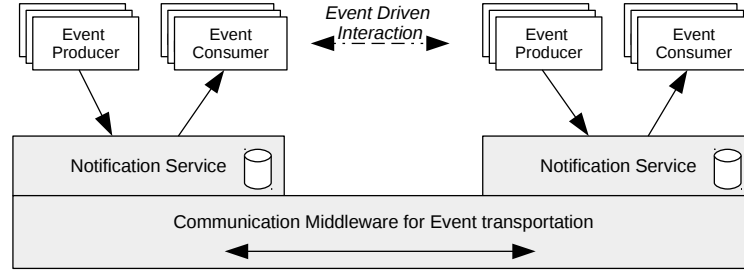 Event
Producer
Event
Consumer
Event Driven
Interaction
Event
Producer
Event
Consumer
Notification Service
Notification Service
Communication Middleware for Event transportation